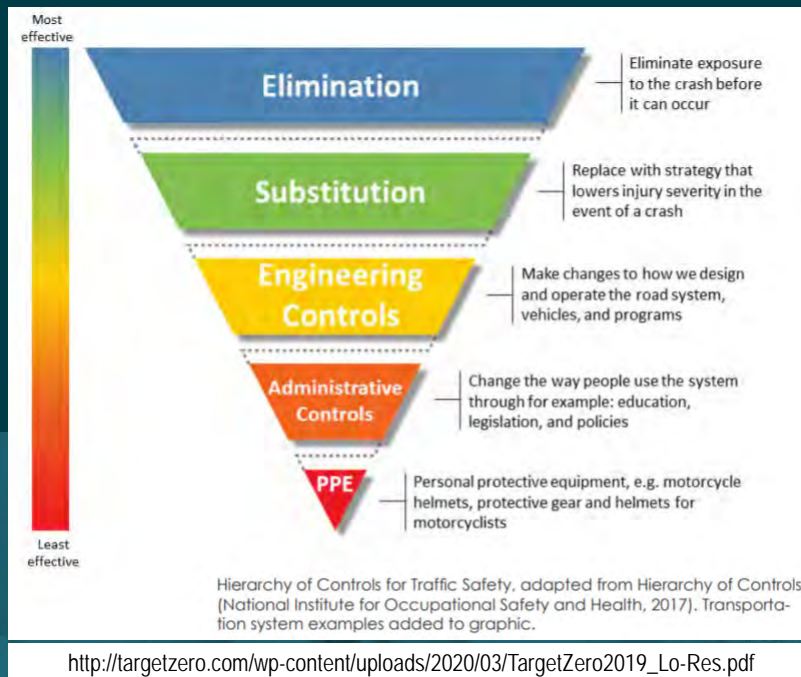 Most
effective
Elimination
Eliminate exposure
to the crash before
it can occur
Substitution
Replace with strategy that
lowers injury severity in the
event of a crash
Engineering
Controls
Make changes to how we design
and operate the road system,
vehicles, and programs
Administrative
Controls
Change the way people use the system
through for example: education,
legislation, and policies
PPE
Personal protective equipment, e.g. motorcycle
helmets, protective gear and helmets for
motorcyclists
Least
effective
Hierarchy of Controls for Traffic Safety, adapted from Hierarchy of Controls
(National Institute for Occupational Safety and Health, 2017). Transporta-
tion system examples added to graphic.
http://targetzero.com/wp-content/uploads/2020/03/TargetZero2019_Lo-Res.pdf